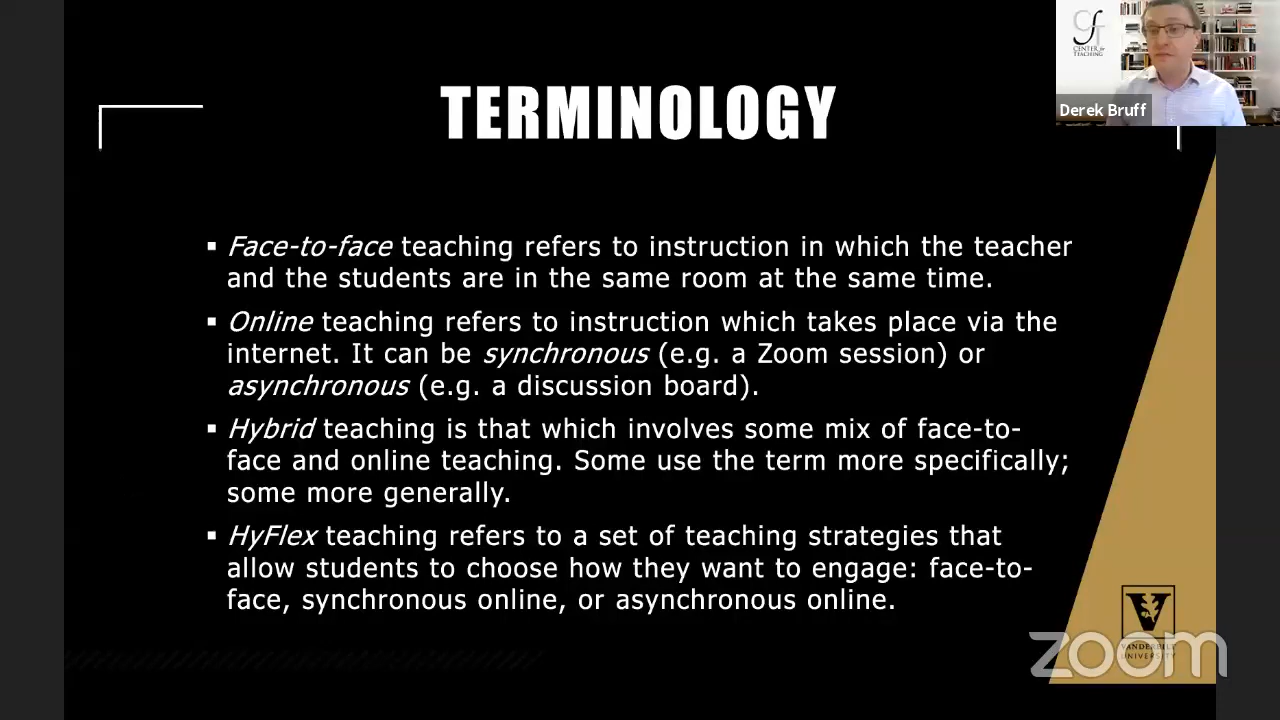 CENTER for
TEACHING
Derek Bruff
TERMINOLOGY
▪ Face-to-face teaching refers to instruction in which the teacher
and the students are in the same room at the same time.
▪ Online teaching refers to instruction which takes place via the
internet. It can be synchronous (e.g. a Zoom session) or
asynchronous (e.g. a discussion board).
▪ Hybrid teaching is that which involves some mix of face-to-
face and online teaching. Some use the term more specifically;
some more generally.
▪ HyFlex teaching refers to a set of teaching strategies that
allow students to choose how they want to engage: face-to-
face, synchronous online, or asynchronous online.
V
VANDERBILT
UNIVERSITY
zoom